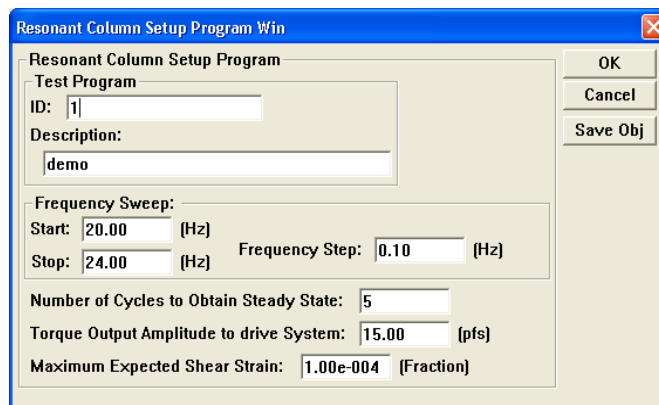 Resonant Column Setup Program Win
Resonant Column Setup Program
Test Program
ID: 1
Description:
demo
OK
Cancel
Save Obj
Frequency Sweep:
Start: 20.00 (Hz)
Stop: 24.00 (Hz)
Frequency Step: 0.10 (Hz)
Number of Cycles to Obtain Steady State: 5
Torque Output Amplitude to drive System: 15.00 (pfs)
Maximum Expected Shear Strain: 1.00e-004 (Fraction)